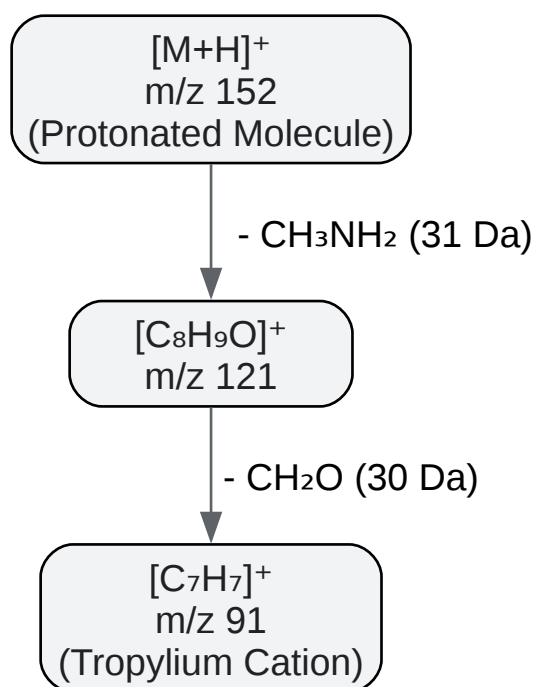 [M+H]⁺
m/z 152
(Protonated Molecule)
- CH₃NH₂ (31 Da)
[C₈H₉O]⁺
m/z 121
- CH₂O (30 Da)
[C₇H₇]⁺
m/z 91
(Tropylium Cation)